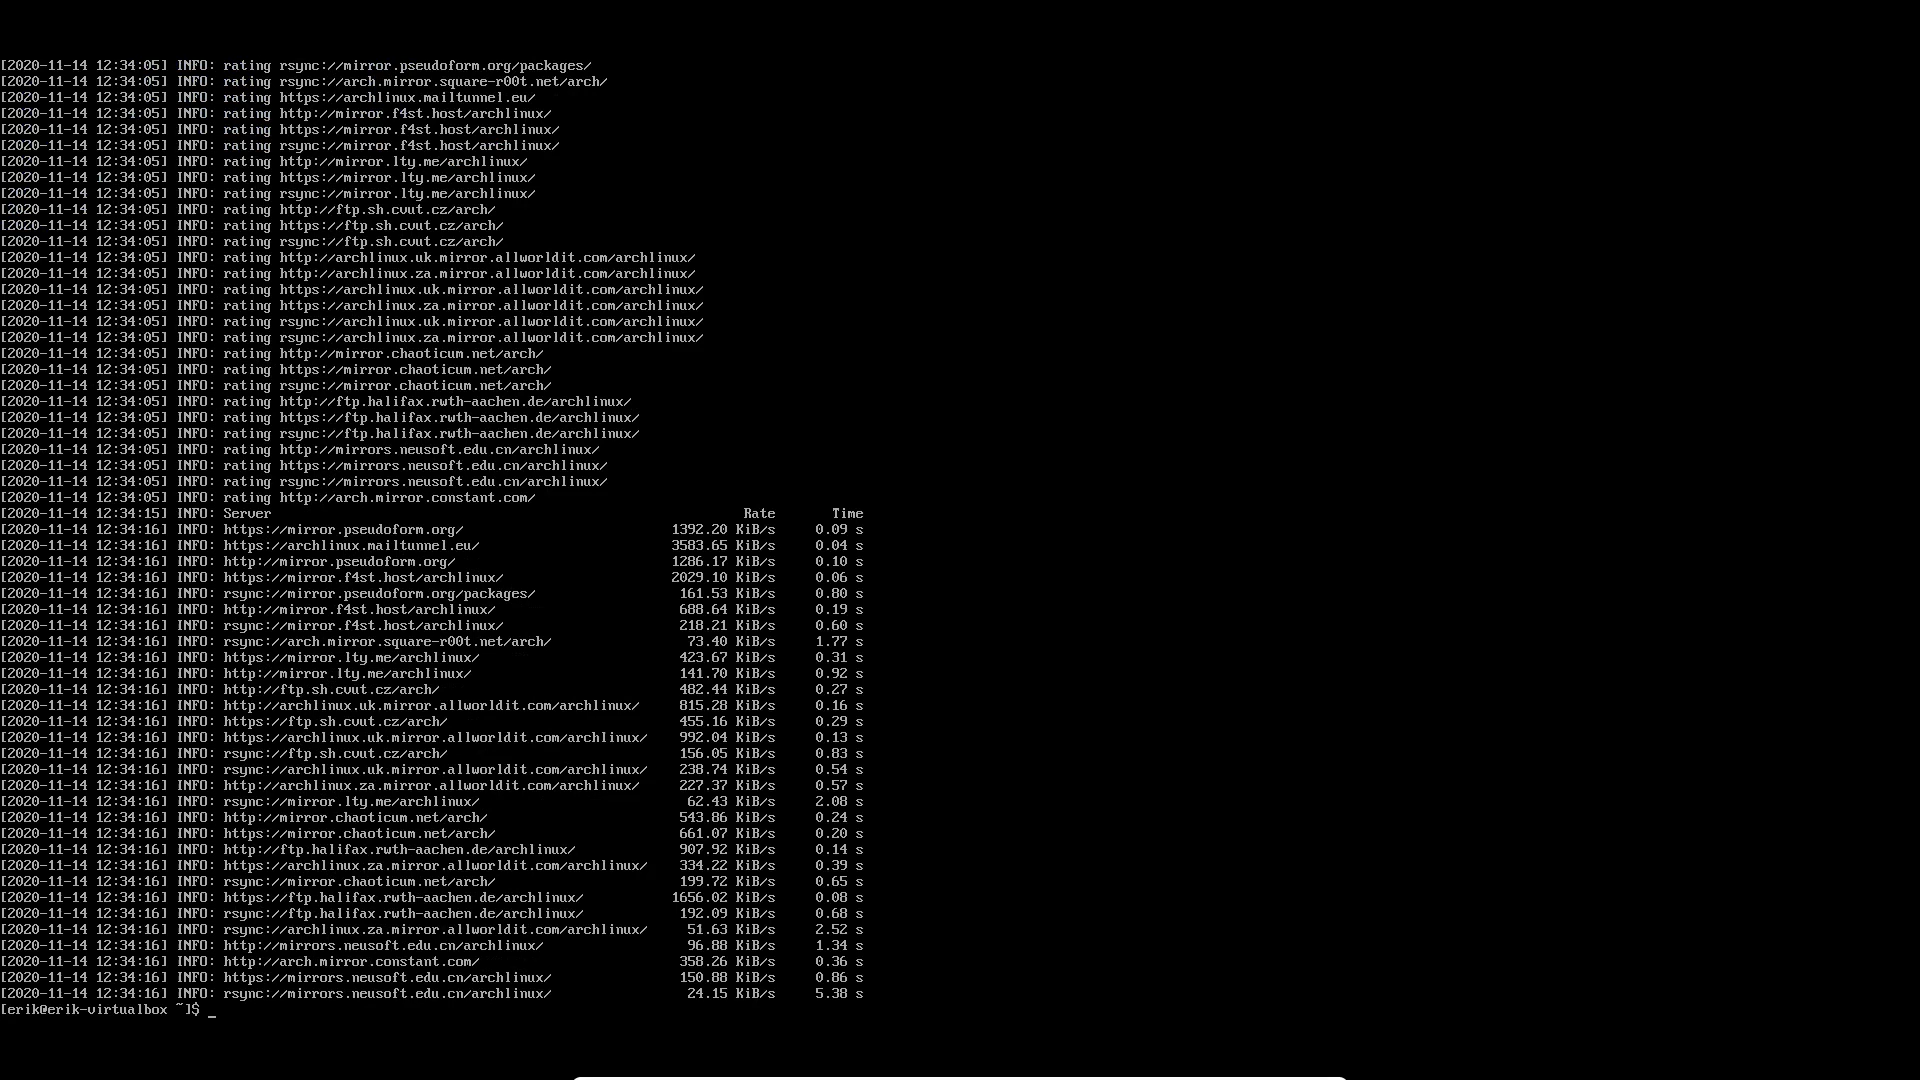 [2020-11-14 12:34:05] INFO: rating rsync://mirror.pseudoform.org/packages/
[2020-11-14 12:34:05] INFO: rating rsync://arch.mirror.square-r00t.net/arch/
[2020-11-14 12:34:05] INFO: rating https://archlinux.mailtunnel.eu/
[2020-11-14 12:34:05] INFO: rating http://mirror.f4st.host/archlinux/
[2020-11-14 12:34:05] INFO: rating https://mirror.f4st.host/archlinux/
[2020-11-14 12:34:05] INFO: rating rsync://mirror.f4st.host/archlinux/
[2020-11-14 12:34:05] INFO: rating http://mirror.lty.me/archlinux/
[2020-11-14 12:34:05] INFO: rating https://mirror.lty.me/archlinux/
[2020-11-14 12:34:05] INFO: rating rsync://mirror.lty.me/archlinux/
[2020-11-14 12:34:05] INFO: rating http://ftp.sh.cvut.cz/arch/
[2020-11-14 12:34:05] INFO: rating https://ftp.sh.cvut.cz/arch/
[2020-11-14 12:34:05] INFO: rating rsync://ftp.sh.cvut.cz/arch/
[2020-11-14 12:34:05] INFO: rating http://archlinux.uk.mirror.allworldit.com/archlinux/
[2020-11-14 12:34:05] INFO: rating http://archlinux.za.mirror.allworldit.com/archlinux/
[2020-11-14 12:34:05] INFO: rating https://archlinux.uk.mirror.allworldit.com/archlinux/
[2020-11-14 12:34:05] INFO: rating https://archlinux.za.mirror.allworldit.com/archlinux/
[2020-11-14 12:34:05] INFO: rating rsync://archlinux.uk.mirror.allworldit.com/archlinux/
[2020-11-14 12:34:05] INFO: rating rsync://archlinux.za.mirror.allworldit.com/archlinux/
[2020-11-14 12:34:05] INFO: rating http://mirror.chaoticum.net/arch/
[2020-11-14 12:34:05] INFO: rating https://mirror.chaoticum.net/arch/
[2020-11-14 12:34:05] INFO: rating rsync://mirror.chaoticum.net/arch/
[2020-11-14 12:34:05] INFO: rating http://ftp.halifax.rwth-aachen.de/archlinux/
[2020-11-14 12:34:05] INFO: rating https://ftp.halifax.rwth-aachen.de/archlinux/
[2020-11-14 12:34:05] INFO: rating rsync://ftp.halifax.rwth-aachen.de/archlinux/
[2020-11-14 12:34:05] INFO: rating http://mirrors.neusoft.edu.cn/archlinux/
[2020-11-14 12:34:05] INFO: rating https://mirrors.neusoft.edu.cn/archlinux/
[2020-11-14 12:34:05] INFO: rating rsync://mirrors.neusoft.edu.cn/archlinux/
[2020-11-14 12:34:05] INFO: rating http://arch.mirror.constant.com/
[2020-11-14 12:34:15] INFO: Server Rate Time
[2020-11-14 12:34:16] INFO: https://mirror.pseudoform.org/ 1392.20 KiB/s 0.09 s
[2020-11-14 12:34:16] INFO: https://archlinux.mailtunnel.eu/ 3583.65 KiB/s 0.04 s
[2020-11-14 12:34:16] INFO: http://mirror.pseudoform.org/ 1286.17 KiB/s 0.10 s
[2020-11-14 12:34:16] INFO: https://mirror.f4st.host/archlinux/ 2029.10 KiB/s 0.06 s
[2020-11-14 12:34:16] INFO: rsync://mirror.pseudoform.org/packages/ 161.53 KiB/s 0.80 s
[2020-11-14 12:34:16] INFO: http://mirror.f4st.host/archlinux/ 688.64 KiB/s 0.19 s
[2020-11-14 12:34:16] INFO: rsync://mirror.f4st.host/archlinux/ 218.21 KiB/s 0.60 s
[2020-11-14 12:34:16] INFO: rsync://arch.mirror.square-r00t.net/arch/ 73.40 KiB/s 1.77 s
[2020-11-14 12:34:16] INFO: https://mirror.lty.me/archlinux/ 423.67 KiB/s 0.31 s
[2020-11-14 12:34:16] INFO: http://mirror.lty.me/archlinux/ 141.70 KiB/s 0.92 s
[2020-11-14 12:34:16] INFO: http://ftp.sh.cvut.cz/arch/ 482.44 KiB/s 0.27 s
[2020-11-14 12:34:16] INFO: http://archlinux.uk.mirror.allworldit.com/archlinux/ 815.28 KiB/s 0.16 s
[2020-11-14 12:34:16] INFO: https://ftp.sh.cvut.cz/arch/ 455.16 KiB/s 0.29 s
[2020-11-14 12:34:16] INFO: https://archlinux.uk.mirror.allworldit.com/archlinux/ 992.04 KiB/s 0.13 s
[2020-11-14 12:34:16] INFO: rsync://ftp.sh.cvut.cz/arch/ 156.05 KiB/s 0.83 s
[2020-11-14 12:34:16] INFO: rsync://archlinux.uk.mirror.allworldit.com/archlinux/ 238.74 KiB/s 0.54 s
[2020-11-14 12:34:16] INFO: http://archlinux.za.mirror.allworldit.com/archlinux/ 227.37 KiB/s 0.57 s
[2020-11-14 12:34:16] INFO: rsync://mirror.lty.me/archlinux/ 62.43 KiB/s 2.08 s
[2020-11-14 12:34:16] INFO: http://mirror.chaoticum.net/arch/ 543.86 KiB/s 0.24 s
[2020-11-14 12:34:16] INFO: https://mirror.chaoticum.net/arch/ 661.07 KiB/s 0.20 s
[2020-11-14 12:34:16] INFO: http://ftp.halifax.rwth-aachen.de/archlinux/ 907.92 KiB/s 0.14 s
[2020-11-14 12:34:16] INFO: https://archlinux.za.mirror.allworldit.com/archlinux/ 334.22 KiB/s 0.39 s
[2020-11-14 12:34:16] INFO: rsync://mirror.chaoticum.net/arch/ 199.72 KiB/s 0.65 s
[2020-11-14 12:34:16] INFO: https://ftp.halifax.rwth-aachen.de/archlinux/ 1656.02 KiB/s 0.08 s
[2020-11-14 12:34:16] INFO: rsync://ftp.halifax.rwth-aachen.de/archlinux/ 192.09 KiB/s 0.68 s
[2020-11-14 12:34:16] INFO: rsync://archlinux.za.mirror.allworldit.com/archlinux/ 51.63 KiB/s 2.52 s
[2020-11-14 12:34:16] INFO: http://mirrors.neusoft.edu.cn/archlinux/ 96.88 KiB/s 1.34 s
[2020-11-14 12:34:16] INFO: http://arch.mirror.constant.com/ 358.26 KiB/s 0.36 s
[2020-11-14 12:34:16] INFO: https://mirrors.neusoft.edu.cn/archlinux/ 150.88 KiB/s 0.86 s
[2020-11-14 12:34:16] INFO: rsync://mirrors.neusoft.edu.cn/archlinux/ 24.15 KiB/s 5.38 s
[erik@erik-virtualbox ~]$ _